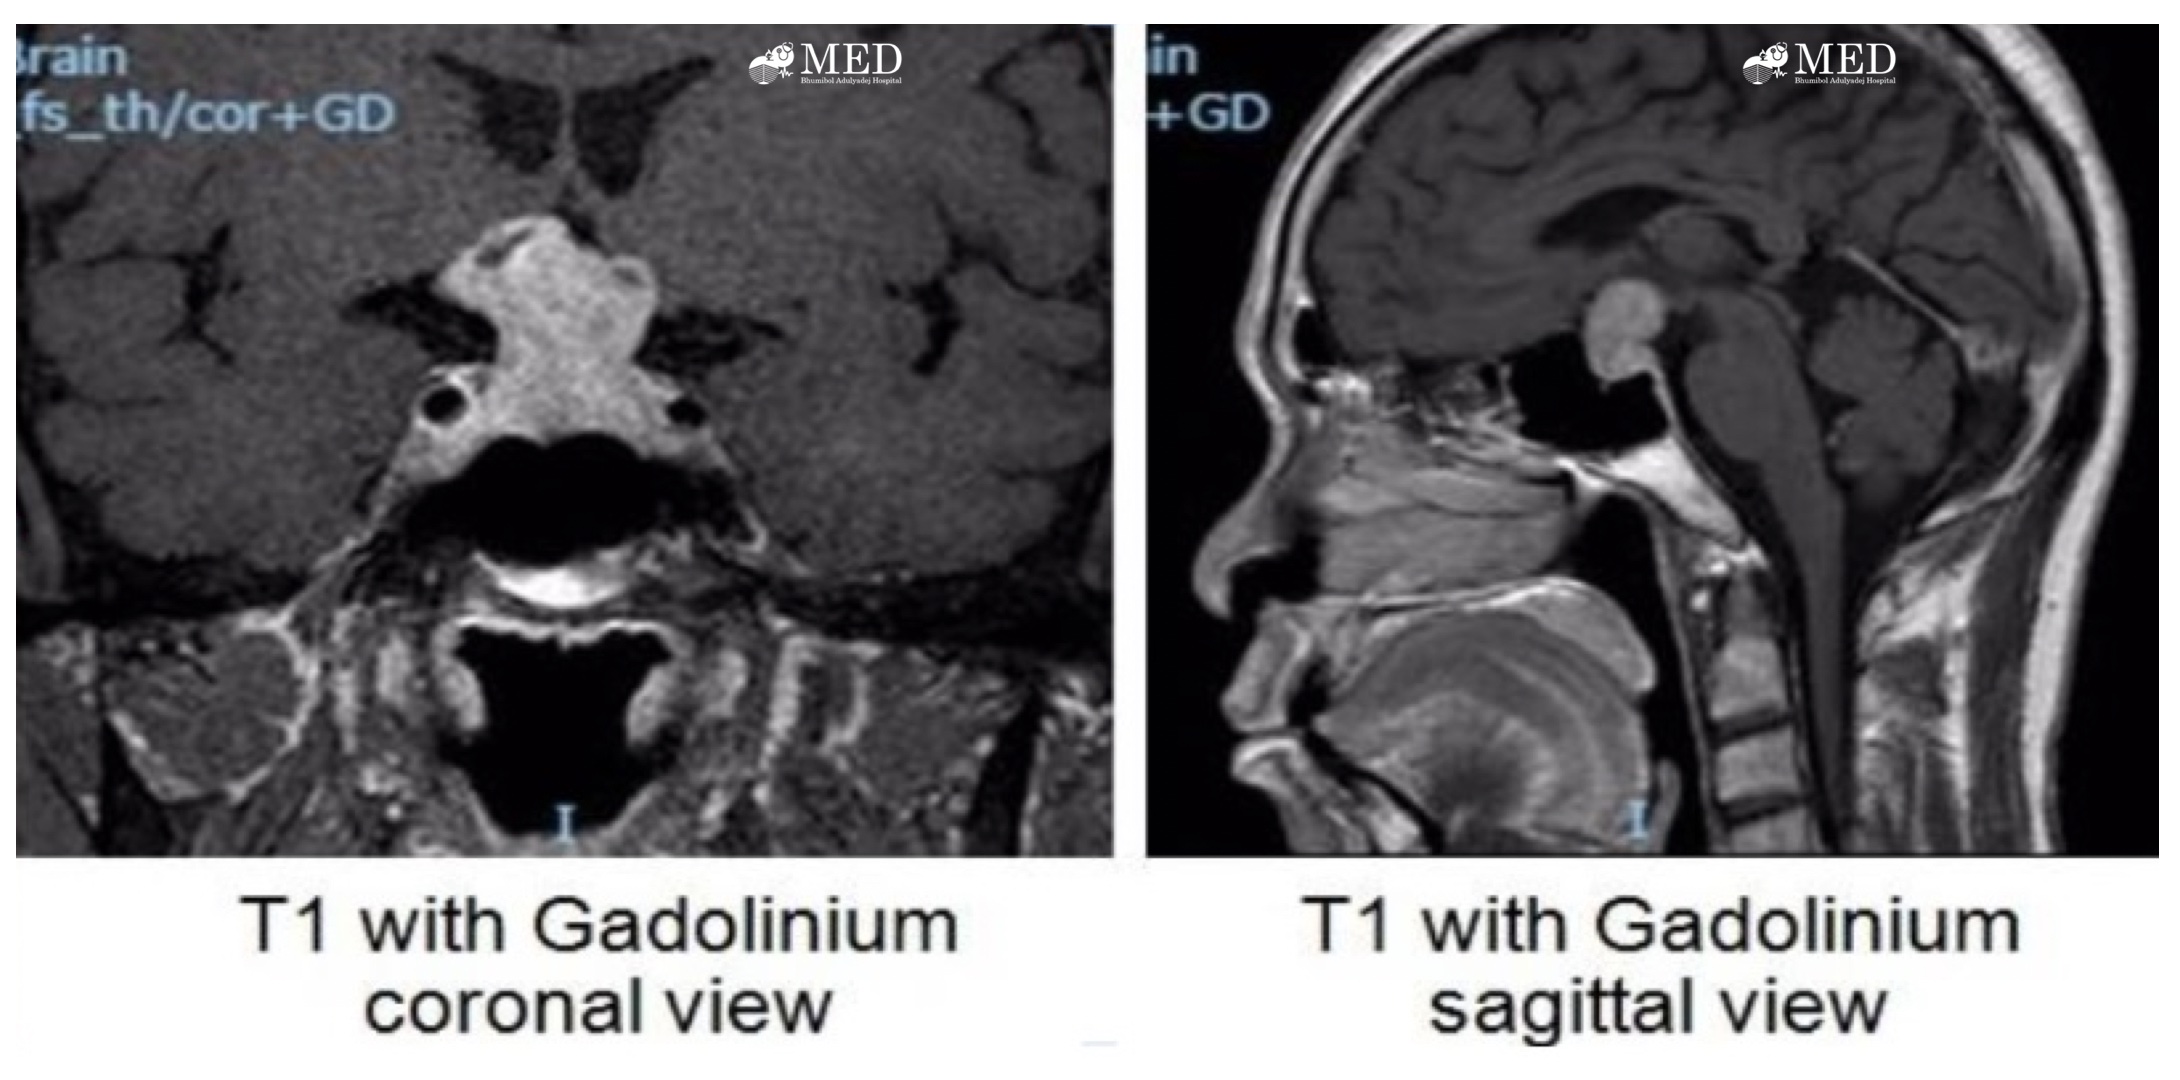 Brain
fs_th/cor+GD
MED
Bhumibol Adulyadej Hospital
in
+GD
MED
Bhumibol Adulyadej Hospital
I
I
T1 with Gadolinium
coronal view
T1 with Gadolinium
sagittal view